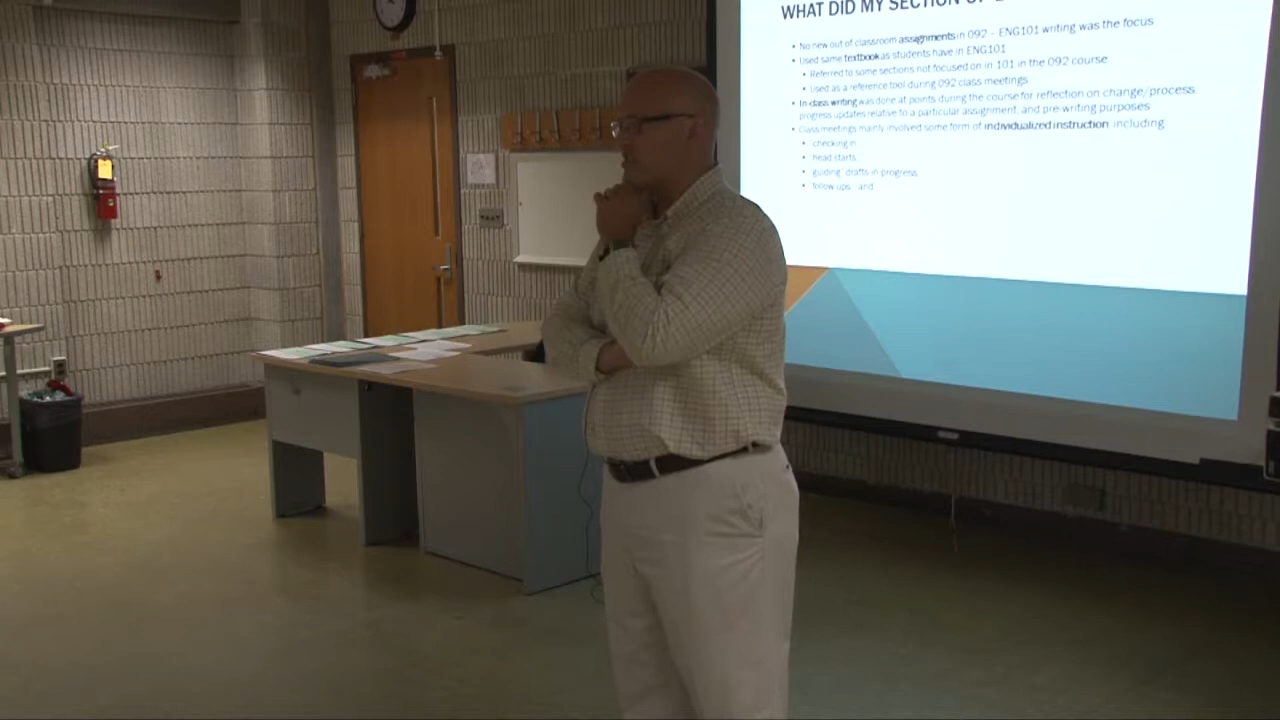 WHAT DID MY SECTION OF
No new out of classroom assignments in 092 - ENG101 writing was the focus
Used same textbook as students have in ENG101
Referred to some sections not focused on in 101 in the 092 course
Used as a reference tool during 092 class meetings
In-class writing was done at points during the course for reflection on change/process,
progress updates relative to a particular assignment, and pre-writing purposes
Class meetings mainly involved some form of individualized instruction including
checking in
head starts
guiding drafts in progress
follow ups and